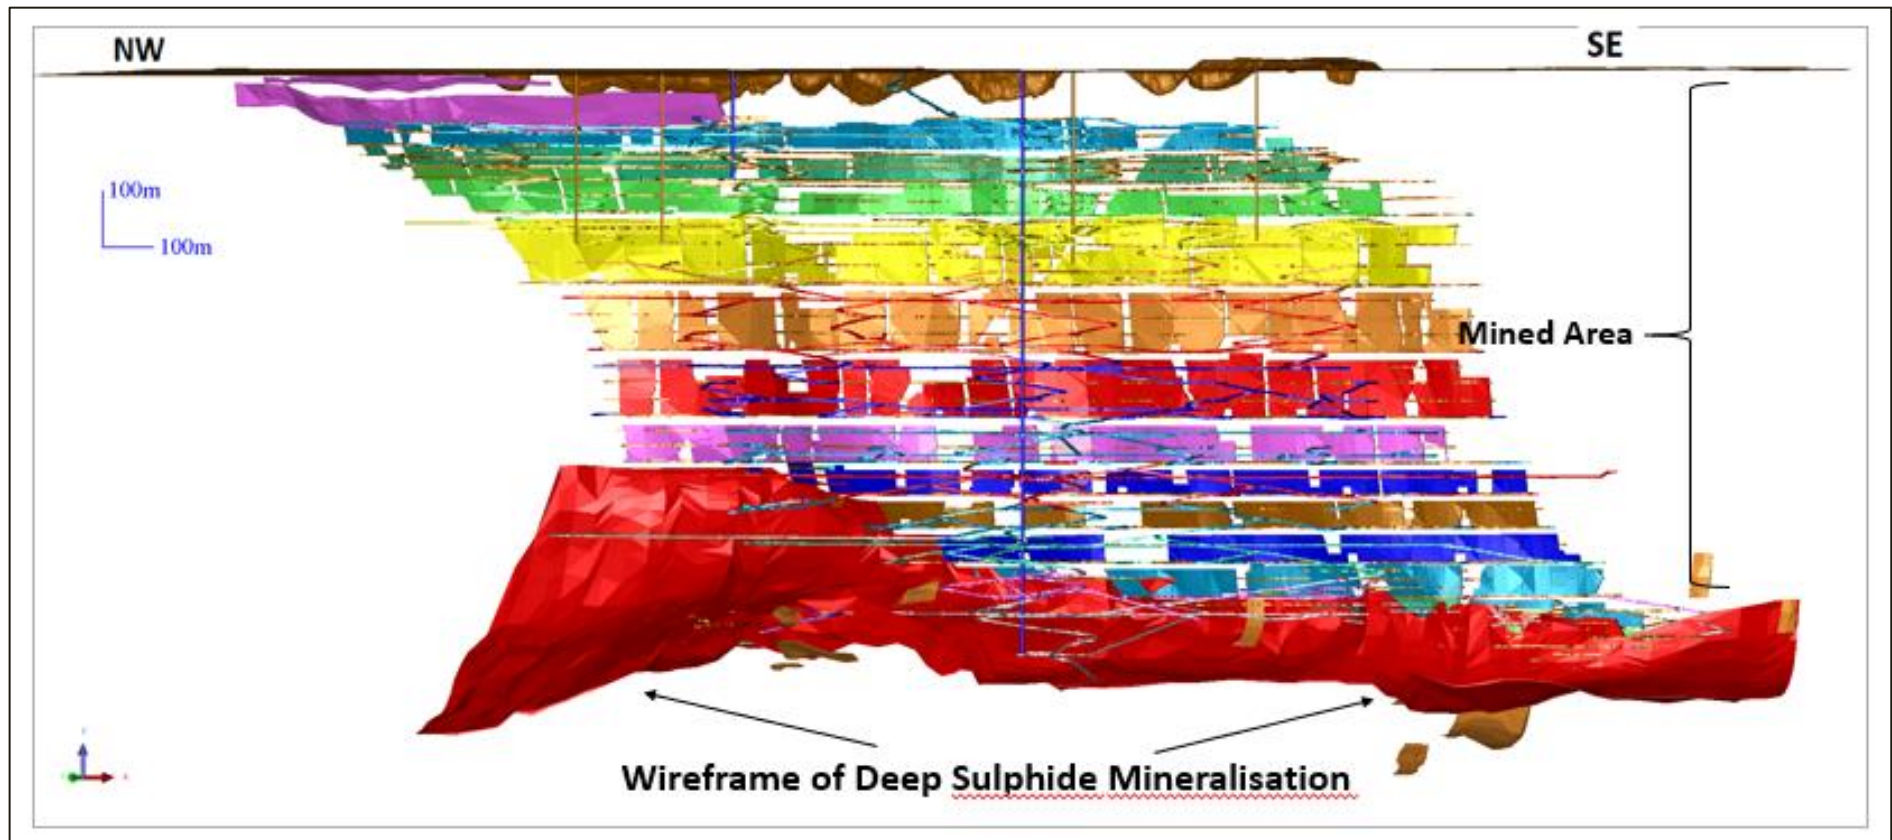 NW
SE
100m
100m
Mined Area
Wireframe of Deep Sulphide Mineralisation